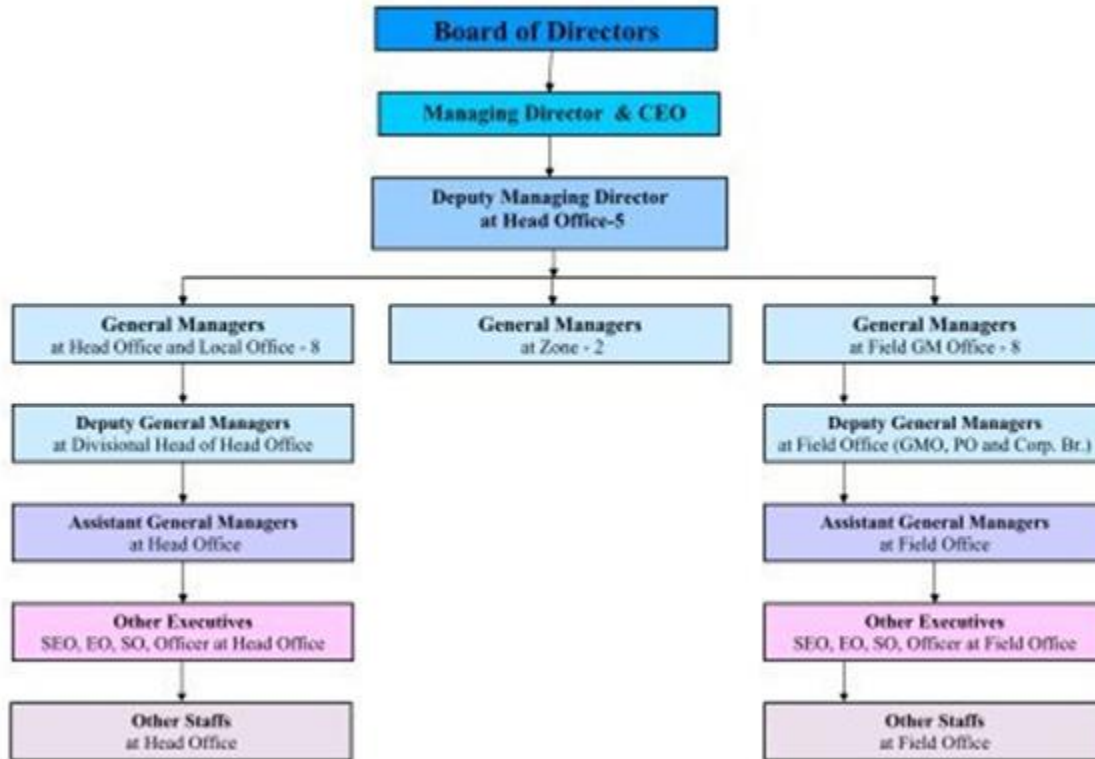 Board of Directors
Managing Director & CEO
Deputy Managing Director
at Head Office-5
General Managers
at Head Office and Local Office - 8
General Managers
at Zone - 2
General Managers
at Field GM Office - 8
Deputy General Managers
at Divisional Head of Head Office
Deputy General Managers
at Field Office (GMO, PO and Corp. Br.)
Assistant General Managers
at Head Office
Assistant General Managers
at Field Office
Other Executives
SEO, EO, SO, Officer at Head Office
Other Executives
SEO, EO, SO, Officer at Field Office
Other Staffs
at Head Office
Other Staffs
at Field Office